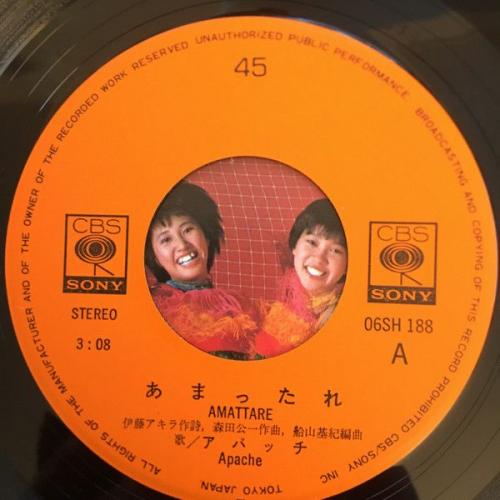 ALL RIGHTS OF THE MANUFACTURER AND OF THE OWNER OF THE RECORDED WORK RESERVED UNAUTHORIZED PUBLIC PERFORMANCE. BROADCASTING AND COPYING OF THIS RECORD PROHIBITED CBS/SONY INC. TOKYO JAPAN
45
CBS
SONY
CBS
SONY
STEREO
3:08
06SH 188
A
あまったれ
AMATTARE
伊藤アキラ作詩, 森田公一作曲, 船山基紀編曲
歌/アパッチ
Apache